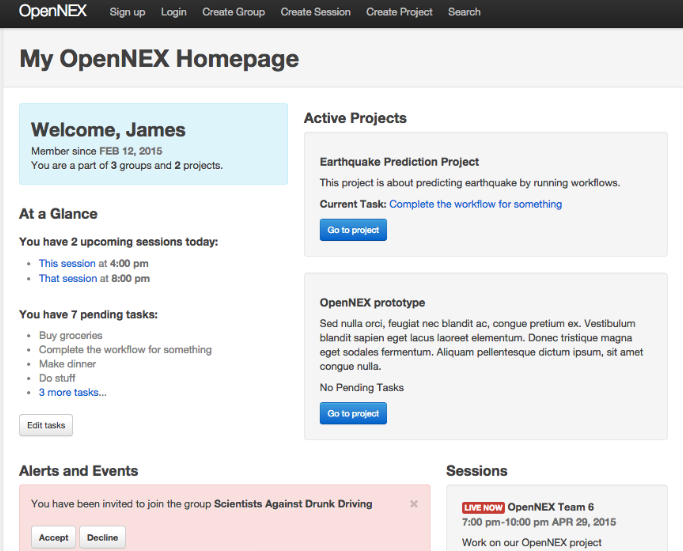 OpenNEX Sign up Login Create Group Create Session Create Project Search
My OpenNEX Homepage
Welcome, James
Member since FEB 12, 2015
You are a part of 3 groups and 2 projects.
At a Glance
You have 2 upcoming sessions today:
This session at 4:00 pm
That session at 8:00 pm
You have 7 pending tasks:
Buy groceries
Complete the workflow for something
Make dinner
Do stuff
3 more tasks...
Edit tasks
Active Projects
Earthquake Prediction Project
This project is about predicting earthquake by running workflows.
Current Task: Complete the workflow for something
Go to project
OpenNEX prototype
Sed nulla orci, feugiat nec blandit ac, congue pretium ex. Vestibulum
blandit sapien eget lacus laoreet elementum. Donec tristique magna
eget sodales fermentum. Aliquam pellentesque dictum ipsum, sit amet
congue nulla.
No Pending Tasks
Go to project
Alerts and Events
You have been invited to join the group Scientists Against Drunk Driving ×
Accept Decline
Sessions
LIVE NOW OpenNEX Team 6
7:00 pm-10:00 pm APR 29, 2015
Work on our OpenNEX project